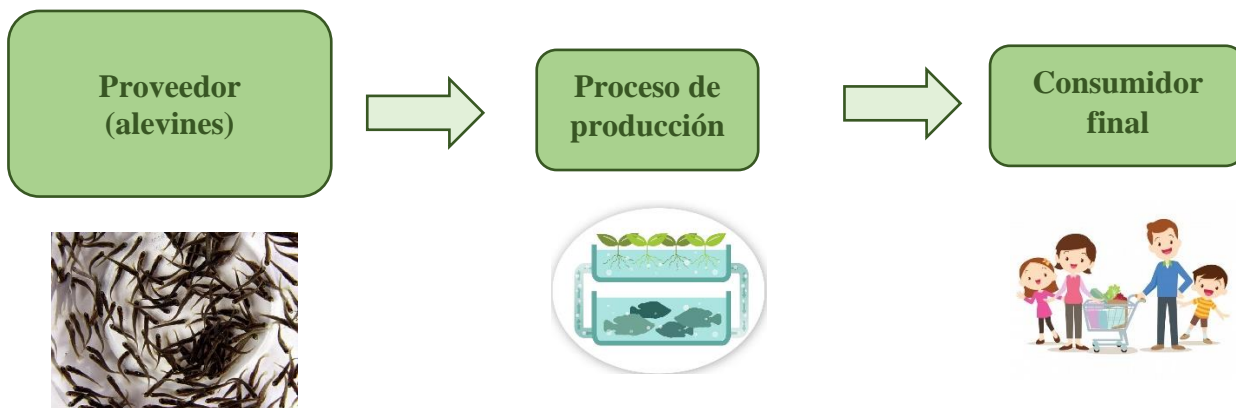 Proveedor
(alevines)
Proceso de
producción
Consumidor
final